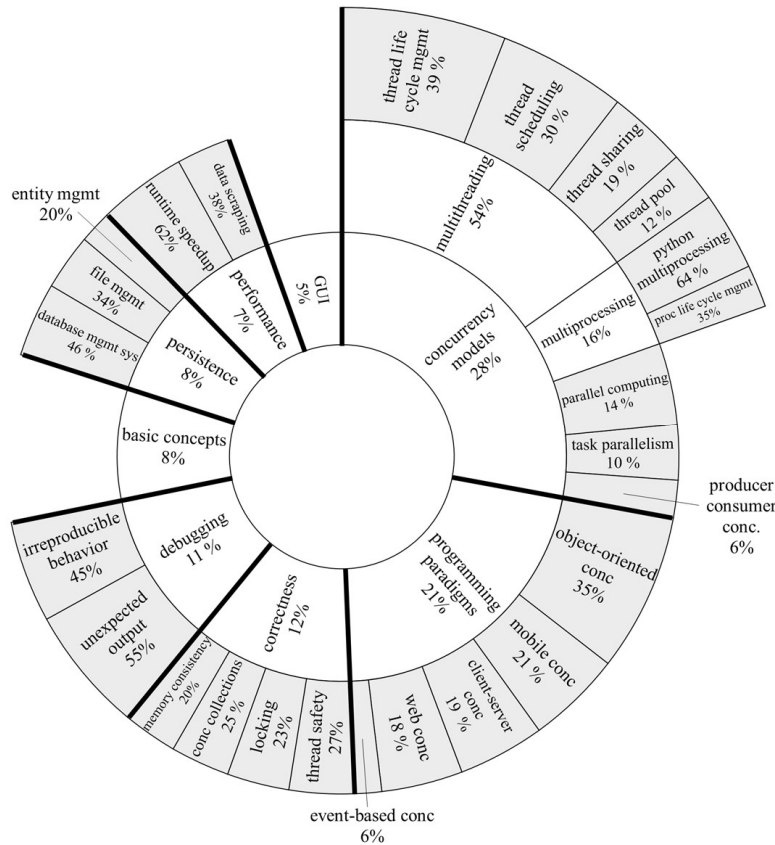 thread life
cycle mgmt
39 %
thread
scheduling
30 %
thread sharing
19 %
thread pool
12 %
python
multiprocessing
64 %
proc life cycle mgmt
35%
multithreading
54%
multiprocessing
16%
concurrency
models
28%
parallel computing
14 %
task parallelism
10 %
producer
consumer
conc.
6%
object-oriented
conc
35%
mobile conc
21 %
client-server
conc
19 %
web conc
18 %
event-based conc
6%
programming
paradigms
21%
correctness
12%
thread safety
27%
locking
23%
conc collections
25 %
memory consistency
20%
debugging
11 %
unexpected
output
55%
irreproducible
behavior
45%
basic concepts
8%
persistence
8%
database mgmt sys
46 %
file mgmt
34%
entity mgmt
20%
performance
7%
runtime speedup
62%
data scraping
38%
GUI
5%